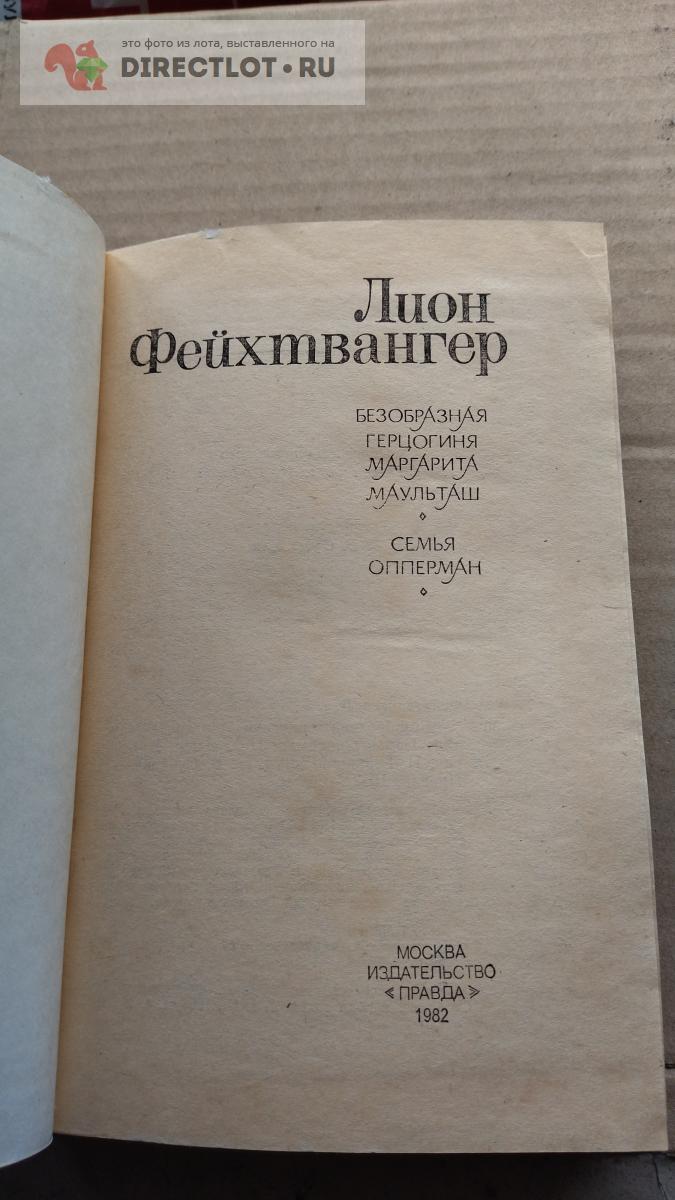 это фото из лота, выставленного на
DIRECTLOT•RU
Лион
Фейхтвангер
БЕЗОБРАЗНАЯ
ГЕРЦОГИНЯ
МАРГАРИТА
МАУЛЬТАШ
СЕМЬЯ
ОППЕРМАН
МОСКВА
ИЗДАТЕЛЬСТВО
«ПРАВДА»
1982